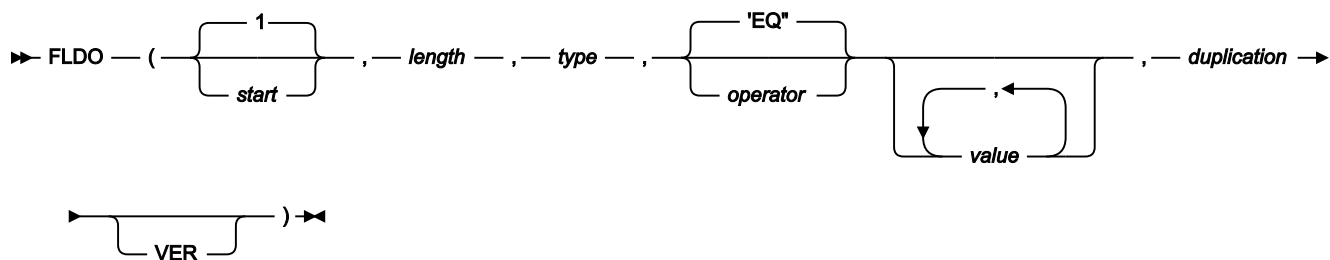 1
'EQ"
FLDO ( , length , type , , duplication
start
operator
,
value
)
VER